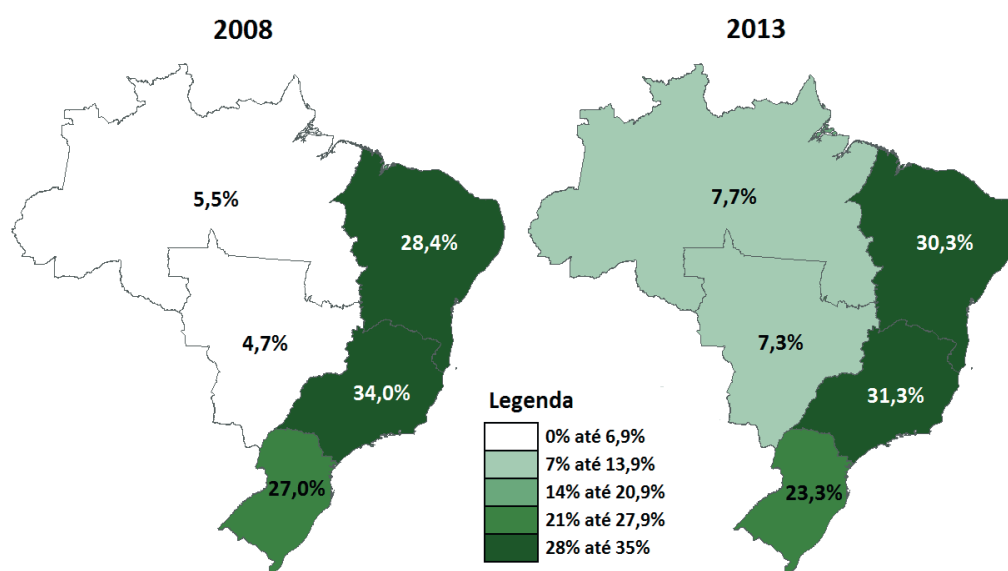 2008
2013
5,5%
28,4%
4,7%
34,0%
27,0%
7,7%
30,3%
7,3%
31,3%
23,3%
Legenda
0% até 6,9%
7% até 13,9%
14% até 20,9%
21% até 27,9%
28% até 35%